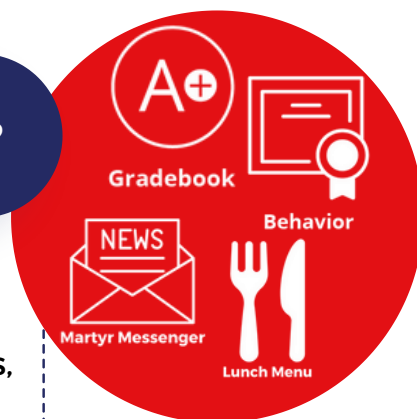 A+
Gradebook
Behavior
NEWS
Martyr Messenger
Lunch Menu